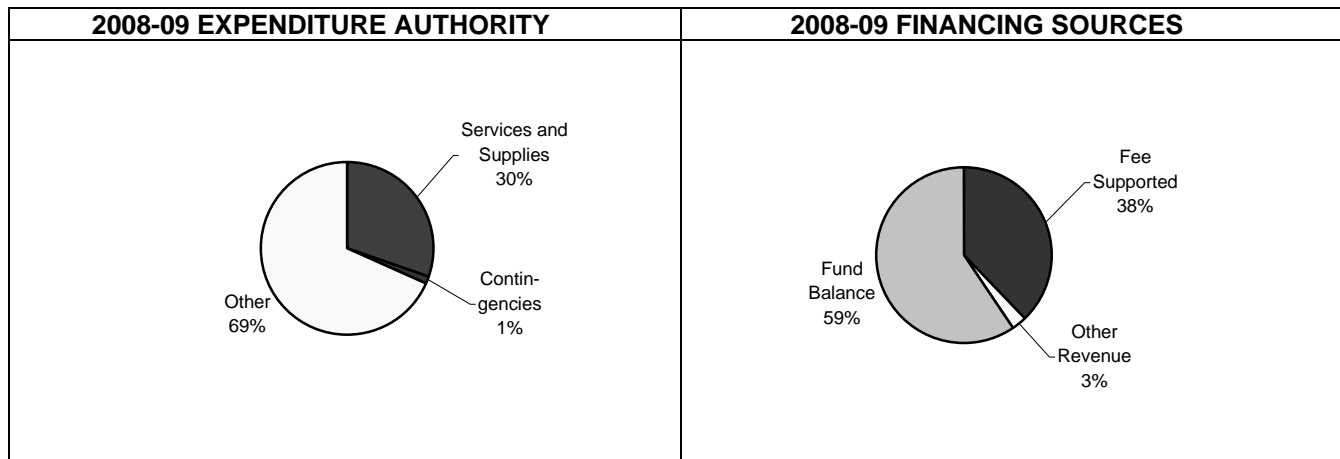 2008-09 EXPENDITURE AUTHORITY
Services and
Supplies
30%
Contin-
gencies
1%
Other
69%
2008-09 FINANCING SOURCES
Fee
Supported
38%
Fund
Balance
59%
Other
Revenue
3%